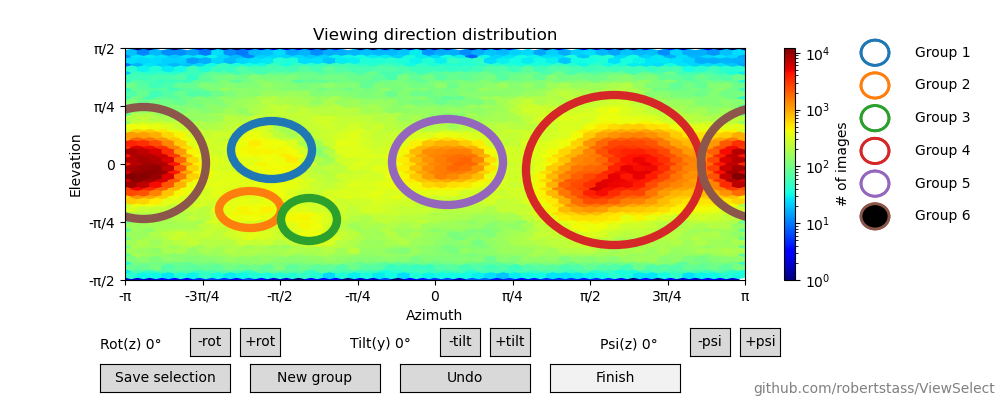 Viewing direction distribution
π/2
π/4
0
-π/4
-π/2
Elevation
-π
-3π/4
-π/2
-π/4
0
π/4
π/2
3π/4
π
Azimuth
10⁴
10³
10²
10¹
10⁰
# of images
Group 1
Group 2
Group 3
Group 4
Group 5
Group 6
Rot(z) 0° -rot +rot Tilt(y) 0° -tilt +tilt Psi(z) 0° -psi +psi
Save selection New group Undo Finish
github.com/robertstass/ViewSelect